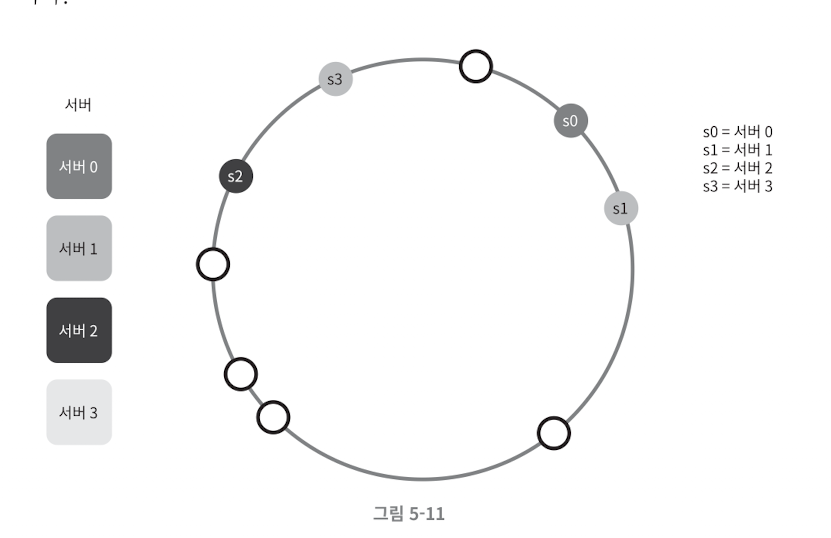 서버
서버 0
서버 1
서버 2
서버 3
s3
s0
s2
s1
s0 = 서버 0
s1 = 서버 1
s2 = 서버 2
s3 = 서버 3
그림 5-11